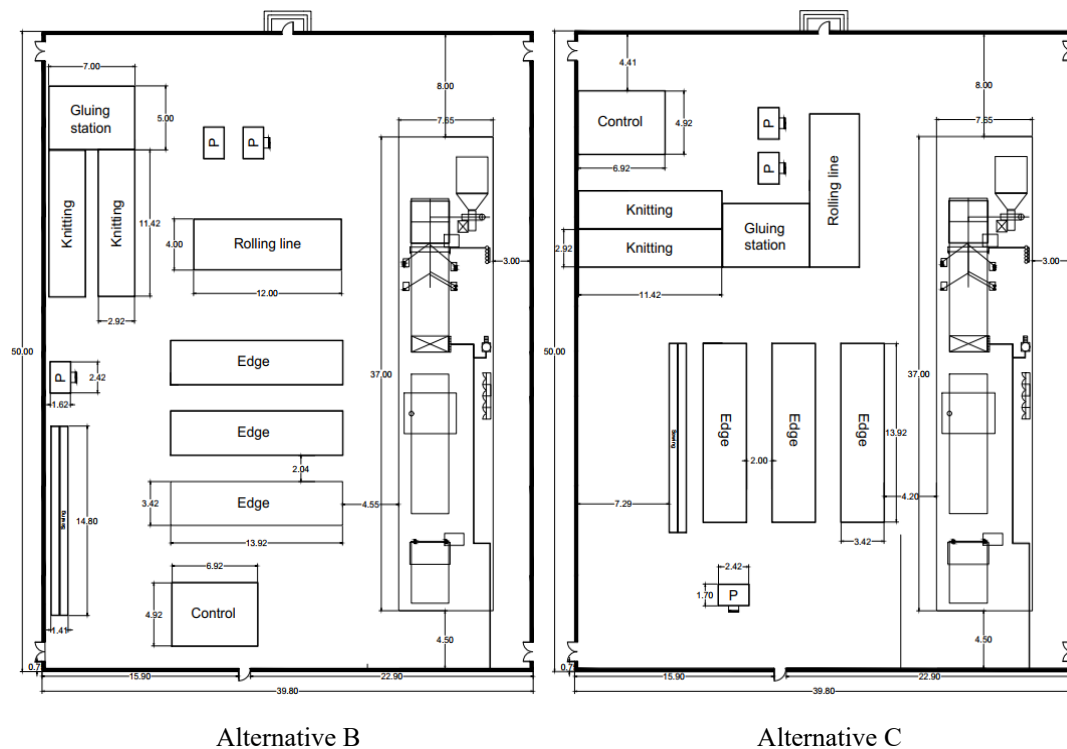 7.00
Gluing
station
5.00
P
P
8.00
7.65
Knitting
Knitting
11.42
4.00
Rolling line
12.00
3.00
2.92
50.00
Edge
37.00
P
2.42
1.62
Edge
2.04
3.42
Edge
4.55
13.92
14.80
Sewing
6.92
4.92
Control
1.41
4.50
0.7
15.90
22.90
39.80
Alternative B
4.41
8.00
7.65
Control
4.92
P
P
6.92
Rolling line
Knitting
Knitting
2.92
Gluing
station
3.00
11.42
50.00
37.00
Sewing
Edge
Edge
Edge
13.92
2.00
7.29
4.20
3.42
2.42
1.70
P
4.50
0.7
15.90
22.90
39.80
Alternative C